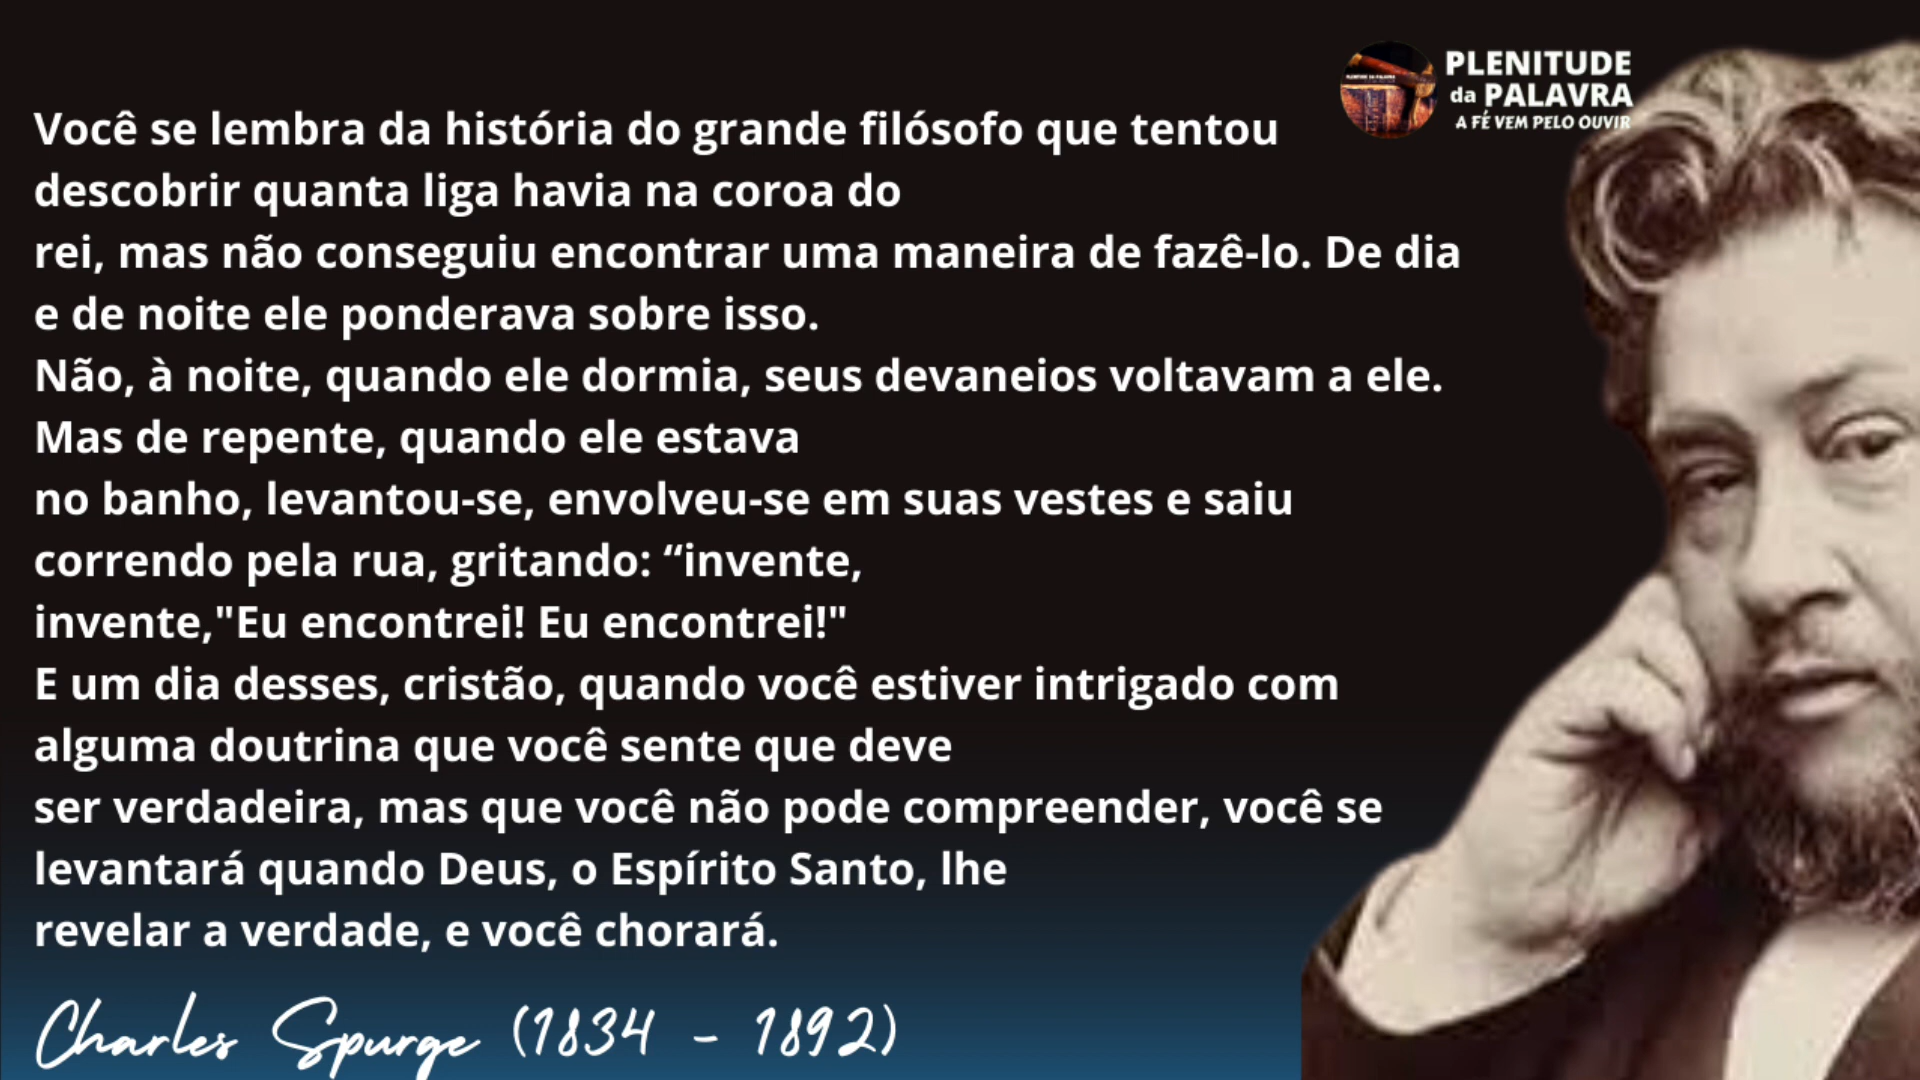 PLENITUDE
da PALAVRA
A FÉ VEM PELO OUVIR
Você se lembra da história do grande filósofo que tentou
descobrir quanta liga havia na coroa do
rei, mas não conseguiu encontrar uma maneira de fazê-lo. De dia
e de noite ele ponderava sobre isso.
Não, à noite, quando ele dormia, seus devaneios voltavam a ele.
Mas de repente, quando ele estava
no banho, levantou-se, envolveu-se em suas vestes e saiu
correndo pela rua, gritando: “invente,
invente,"Eu encontrei! Eu encontrei!"
E um dia desses, cristão, quando você estiver intrigado com
alguma doutrina que você sente que deve
ser verdadeira, mas que você não pode compreender, você se
levantará quando Deus, o Espírito Santo, lhe
revelar a verdade, e você chorará.
Charles Spurge (1834 - 1892)